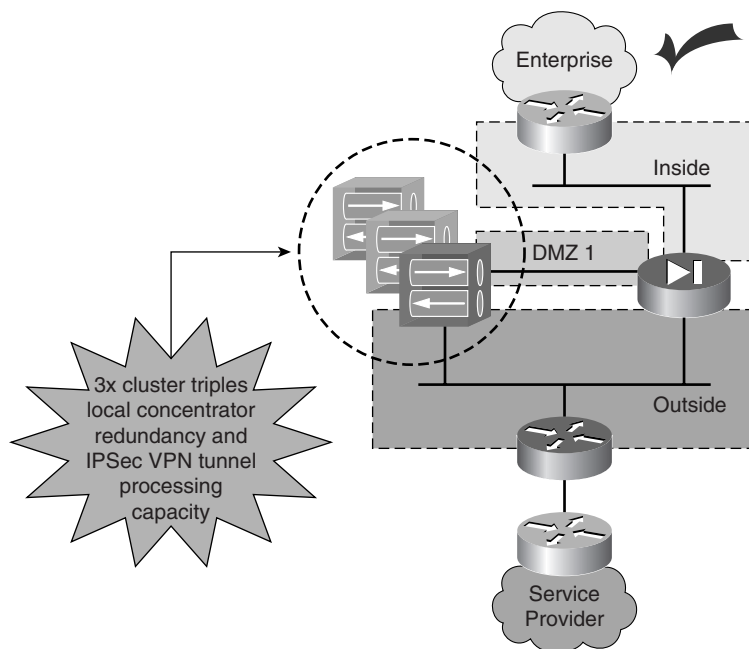 Enterprise
Inside
DMZ 1
3x cluster triples
local concentrator
redundancy and
IPSec VPN tunnel
processing
capacity
Outside
Service
Provider